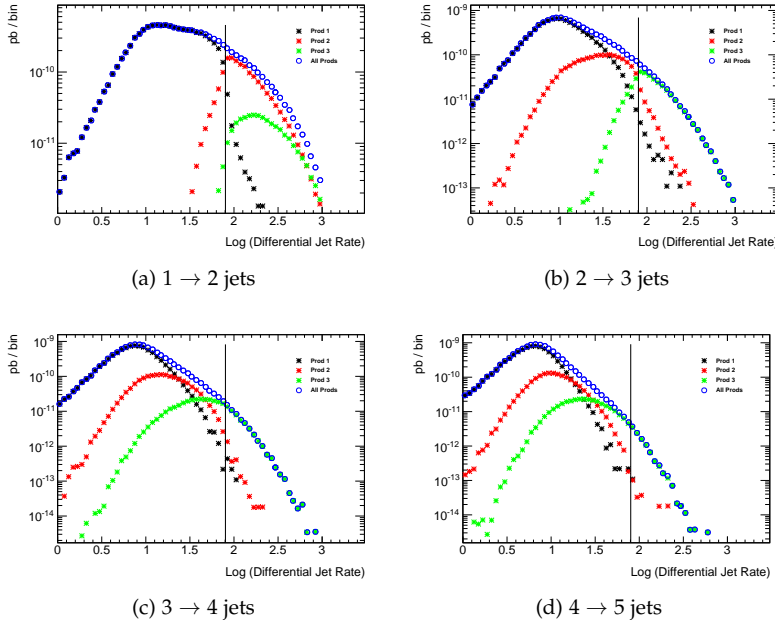 pb / bin
Prod 1
Prod 2
Prod 3
All Prods
10⁻¹⁰
10⁻¹¹
0 0.5 1 1.5 2 2.5 3
Log (Differential Jet Rate)
(a) 1 → 2 jets
pb / bin
Prod 1
Prod 2
Prod 3
All Prods
10⁻⁹
10⁻¹⁰
10⁻¹¹
10⁻¹²
10⁻¹³
0 0.5 1 1.5 2 2.5 3
Log (Differential Jet Rate)
(b) 2 → 3 jets
pb / bin
Prod 1
Prod 2
Prod 3
All Prods
10⁻⁹
10⁻¹⁰
10⁻¹¹
10⁻¹²
10⁻¹³
10⁻¹⁴
0 0.5 1 1.5 2 2.5 3
Log (Differential Jet Rate)
(c) 3 → 4 jets
pb / bin
Prod 1
Prod 2
Prod 3
All Prods
10⁻⁹
10⁻¹⁰
10⁻¹¹
10⁻¹²
10⁻¹³
10⁻¹⁴
0 0.5 1 1.5 2 2.5 3
Log (Differential Jet Rate)
(d) 4 → 5 jets